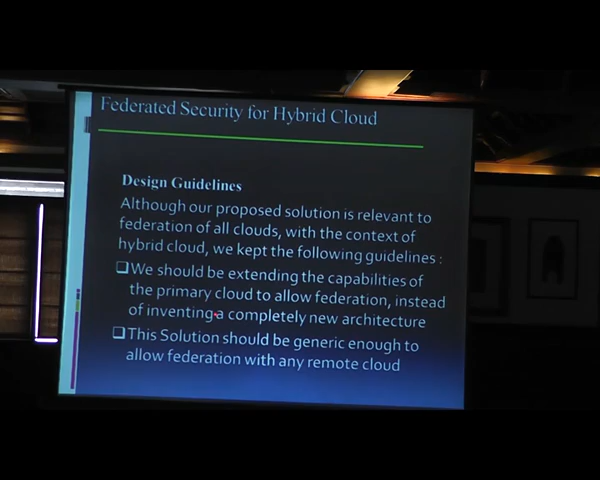 Federated Security for Hybrid Cloud
Design Guidelines
Although our proposed solution is relevant to
federation of all clouds, with the context of
hybrid cloud, we kept the following guidelines :
❑We should be extending the capabilities of
the primary cloud to allow federation, instead
of inventing a completely new architecture
❑This Solution should be generic enough to
allow federation with any remote cloud